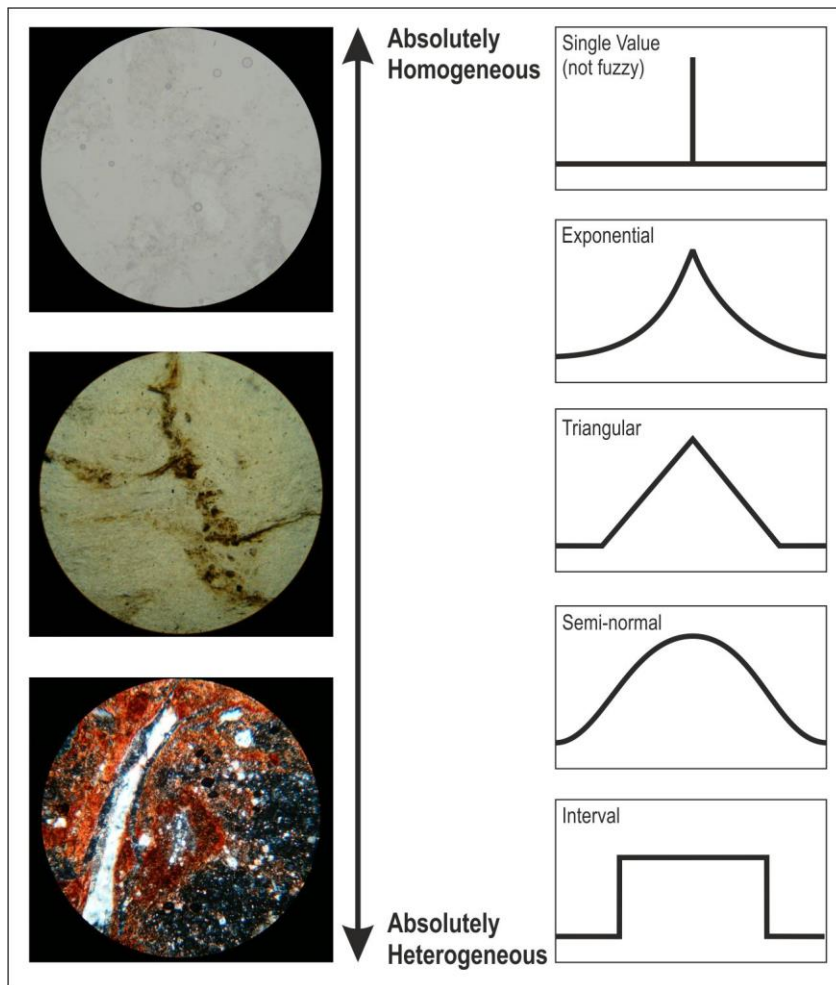 Absolutely
Homogeneous
Single Value
(not fuzzy)
Exponential
Triangular
Semi-normal
Interval
Absolutely
Heterogeneous